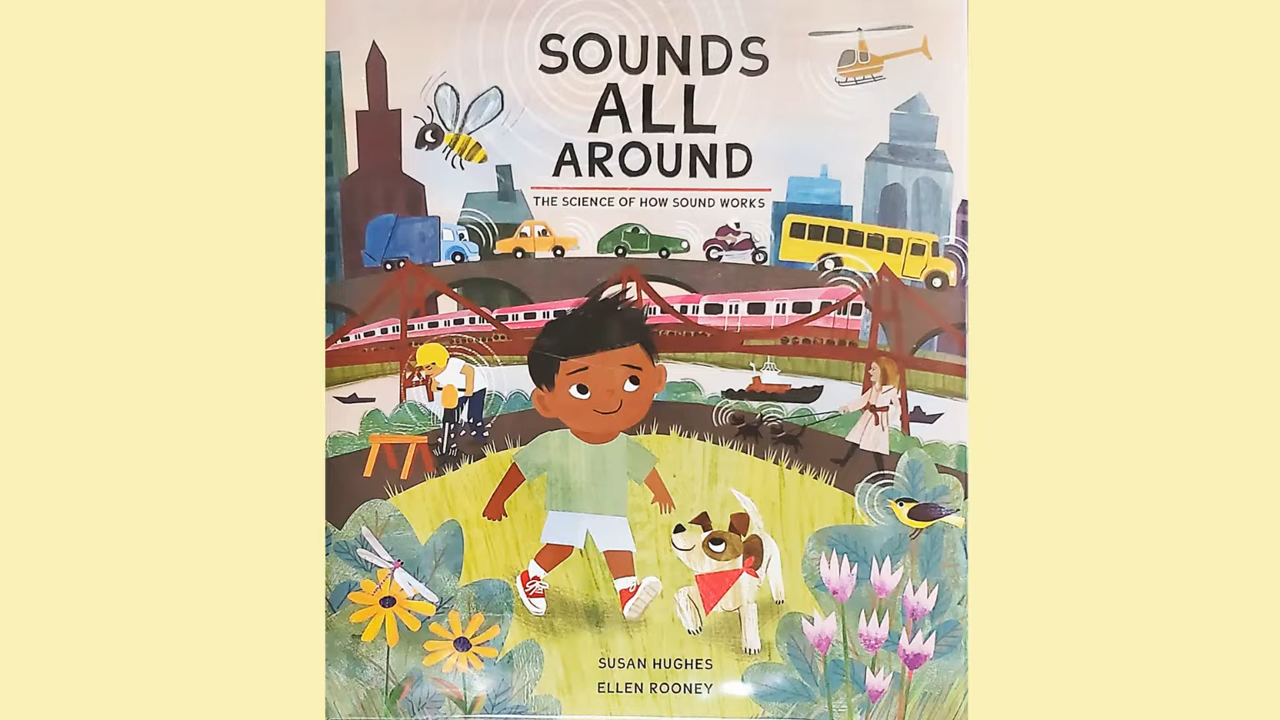 SOUNDS
ALL
AROUND
THE SCIENCE OF HOW SOUND WORKS
SUSAN HUGHES
ELLEN ROONEY